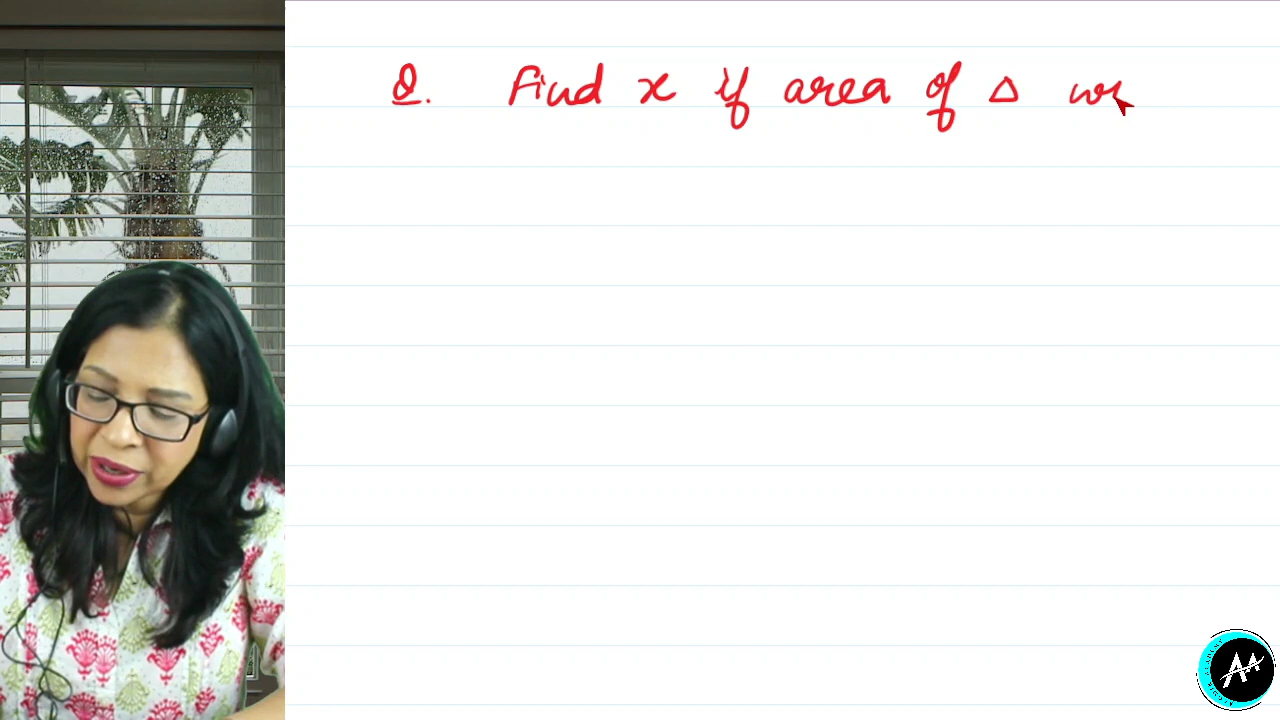 Q. Find x if area of Δ